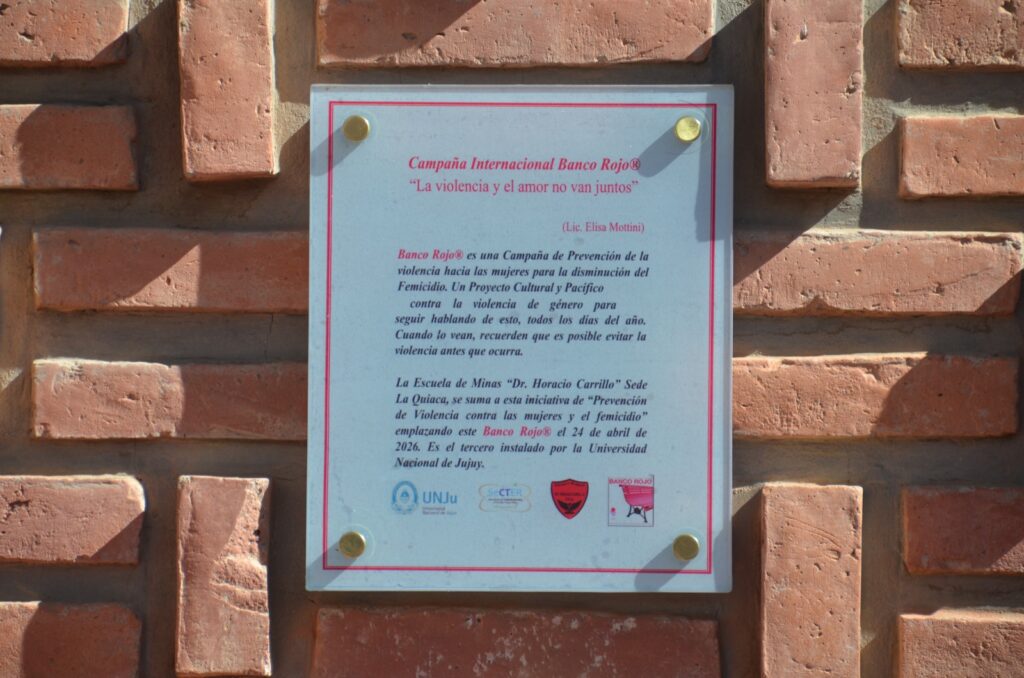 Campaña Internacional Banco Rojo®
“La violencia y el amor no van juntos”
(Lic. Elisa Mottini)
Banco Rojo® es una Campaña de Prevención de la
violencia hacia las mujeres para la disminución del
Femicidio. Un Proyecto Cultural y Pacífico
contra la violencia de género para
seguir hablando de esto, todos los días del año.
Cuando lo vean, recuerden que es posible evitar la
violencia antes que ocurra.
La Escuela de Minas “Dr. Horacio Carrillo” Sede
La Quiaca, se suma a esta iniciativa de “Prevención
de Violencia contra las mujeres y el femicidio”
emplazando este Banco Rojo® el 24 de abril de
2026. Es el tercero instalado por la Universidad
Nacional de Jujuy.
UNJu
Universidad
Nacional de Jujuy
SeCTER
BANCO ROJO